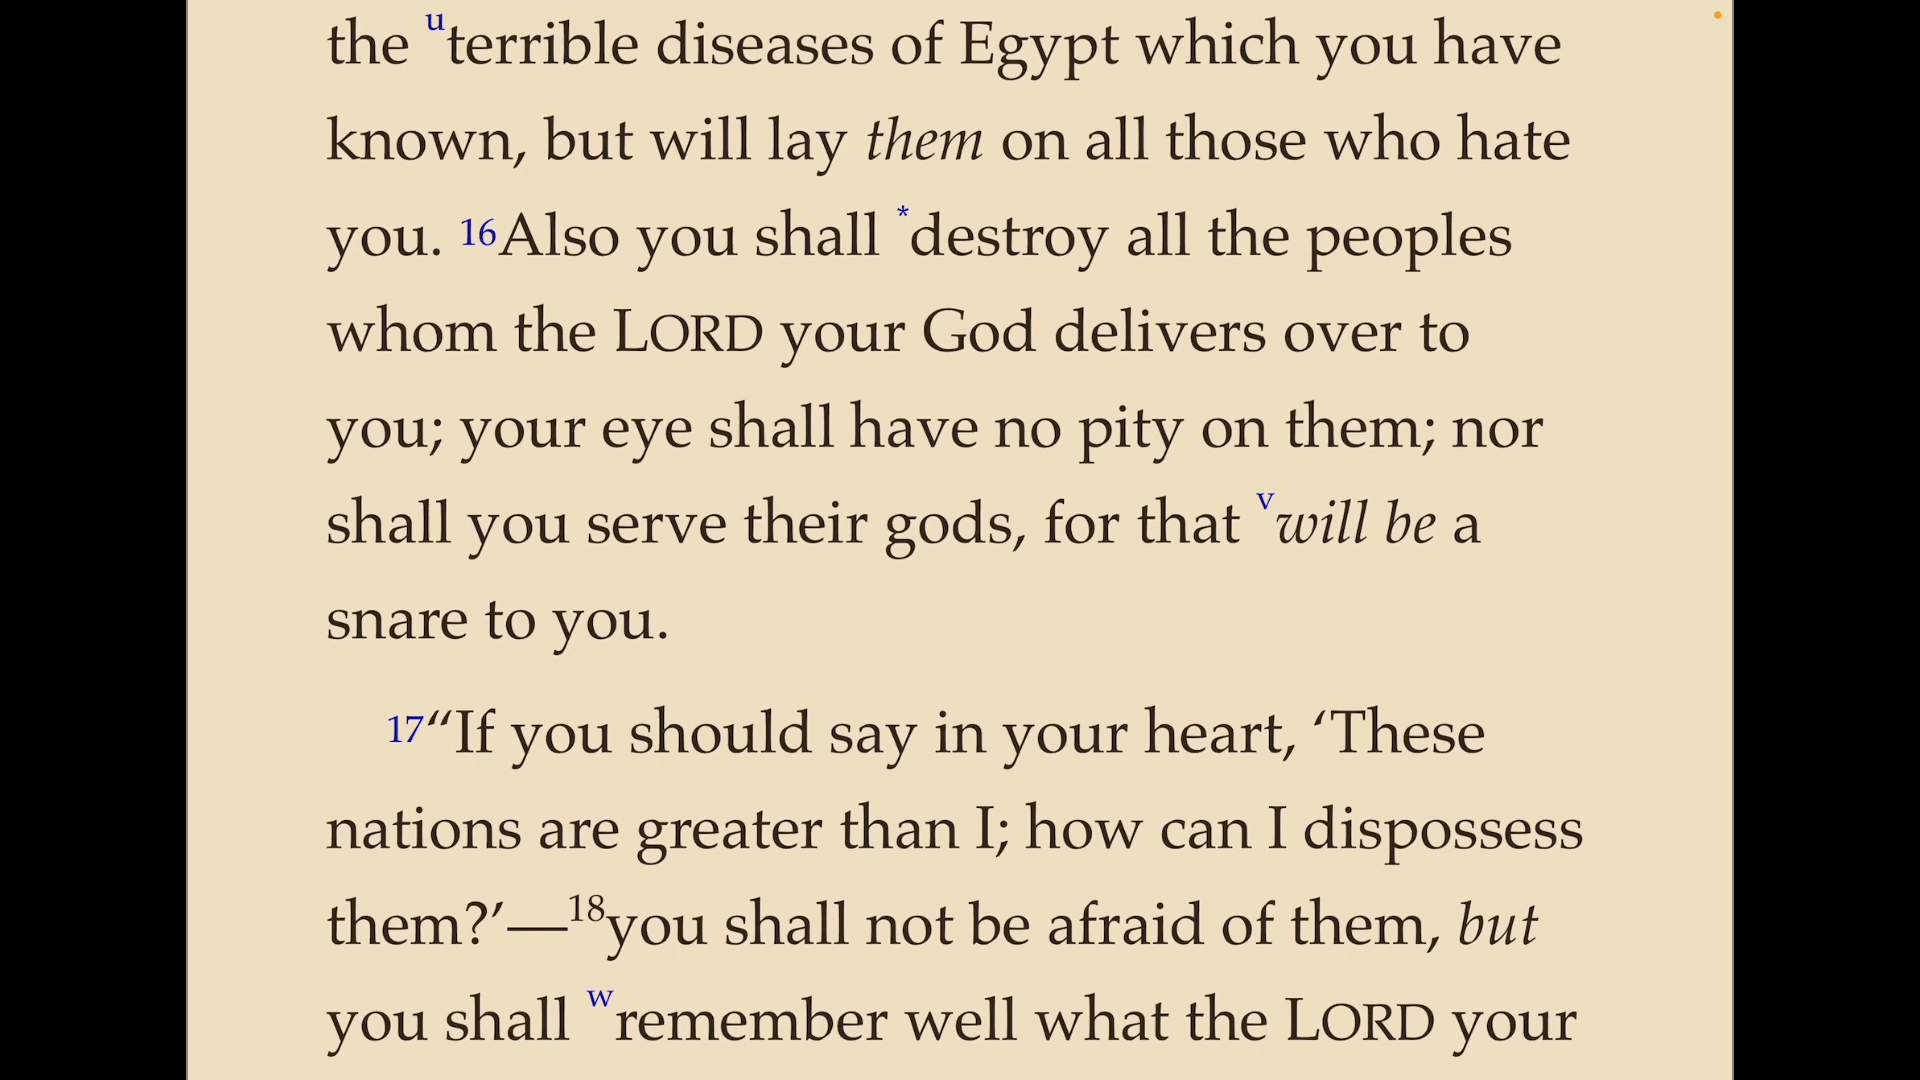 the uterrible diseases of Egypt which you have
known, but will lay them on all those who hate
you. 16Also you shall *destroy all the peoples
whom the LORD your God delivers over to
you; your eye shall have no pity on them; nor
shall you serve their gods, for that vwill be a
snare to you.
17“If you should say in your heart, ‘These
nations are greater than I; how can I dispossess
them?’—18you shall not be afraid of them, but
you shall wremember well what the LORD your